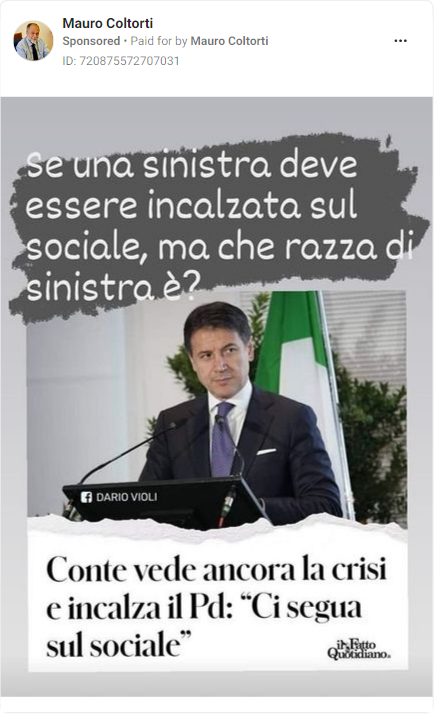 Mauro Coltorti
Sponsored • Paid for by Mauro Coltorti
ID: 720875572707031
Se una sinistra deve
essere incalzata sul
sociale, ma che razza di
sinistra è?
DARIO VIOLI
Conte vede ancora la crisi
e incalza il Pd: “Ci segua
sul sociale”
il Fatto
Quotidiano